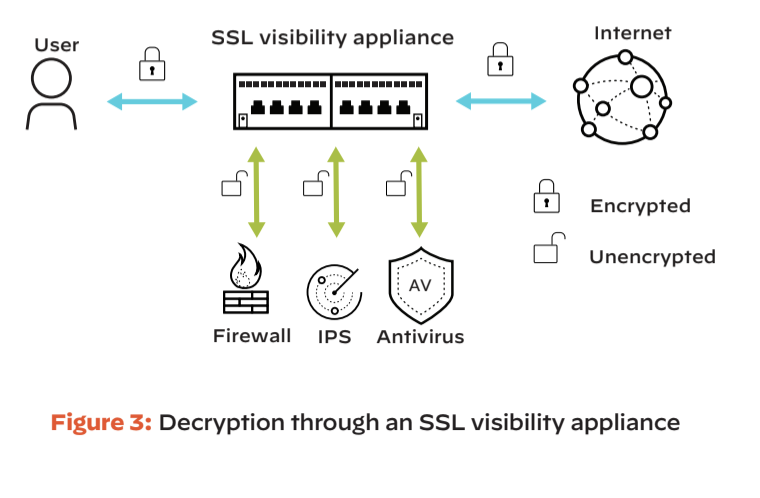 User
SSL visibility appliance
Internet
Encrypted
Unencrypted
AV
Firewall
IPS
Antivirus
Figure 3: Decryption through an SSL visibility appliance